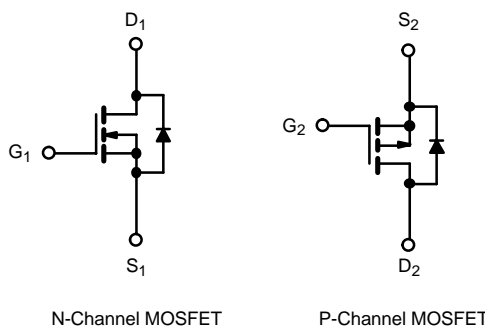 D1
S2
G1
G2
S1
D2
N-Channel MOSFET
P-Channel MOSFET